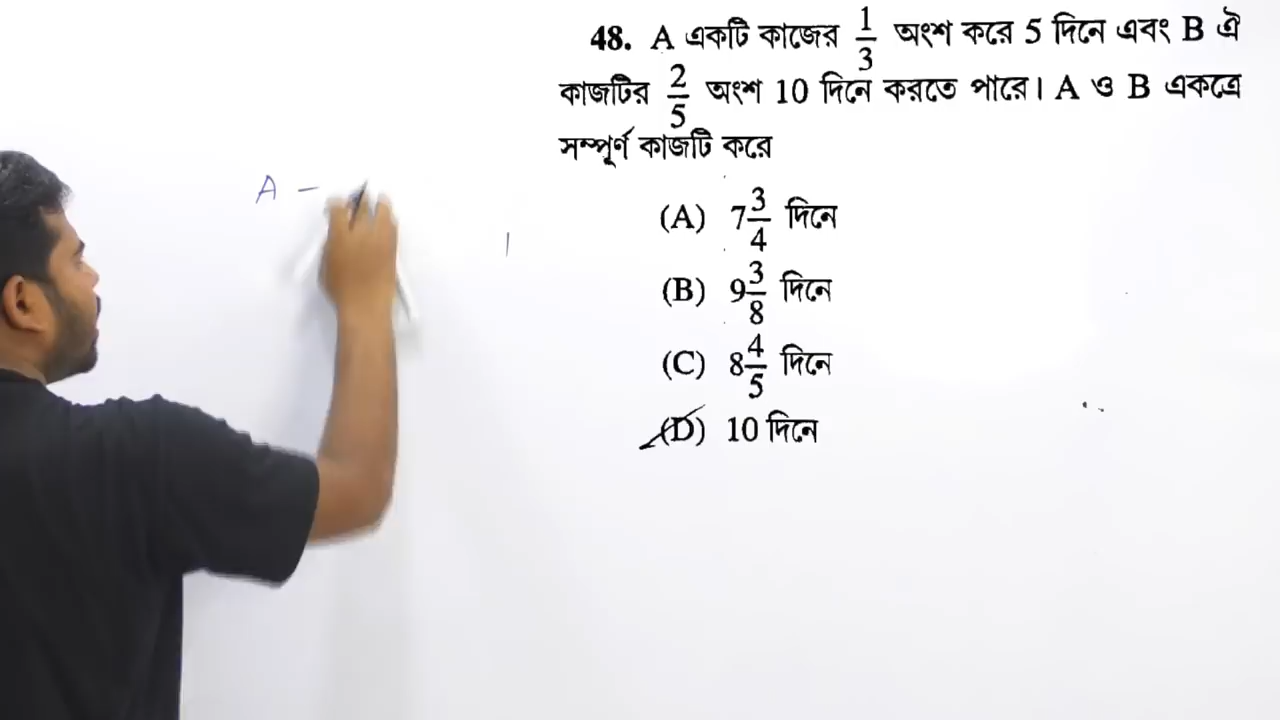 48. A একটি কাজের 1/3 অংশ করে 5 দিনে এবং B ঐ
কাজটির 2/5 অংশ 10 দিনে করতে পারে। A ও B একত্রে
সম্পূর্ণ কাজটি করে
A –
(A) 7 3/4 দিনে
(B) 9 3/8 দিনে
(C) 8 4/5 দিনে
(D) 10 দিনে